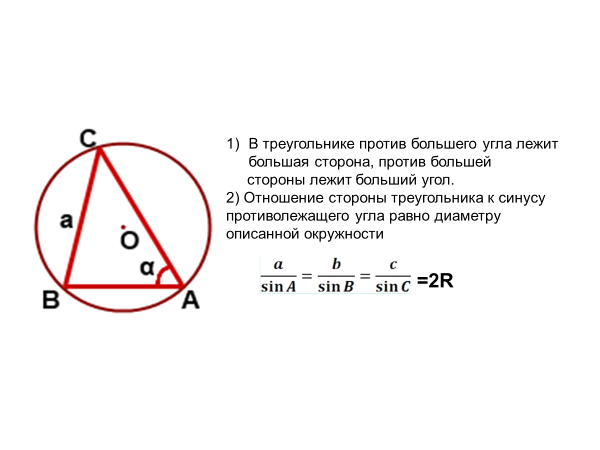 C
1) В треугольнике против большего угла лежит
большая сторона, против большей
стороны лежит больший угол.
2) Отношение стороны треугольника к синусу
противолежащего угла равно диаметру
описанной окружности
a
O
α
B
A
a/sin A = b/sin B = c/sin C =2R